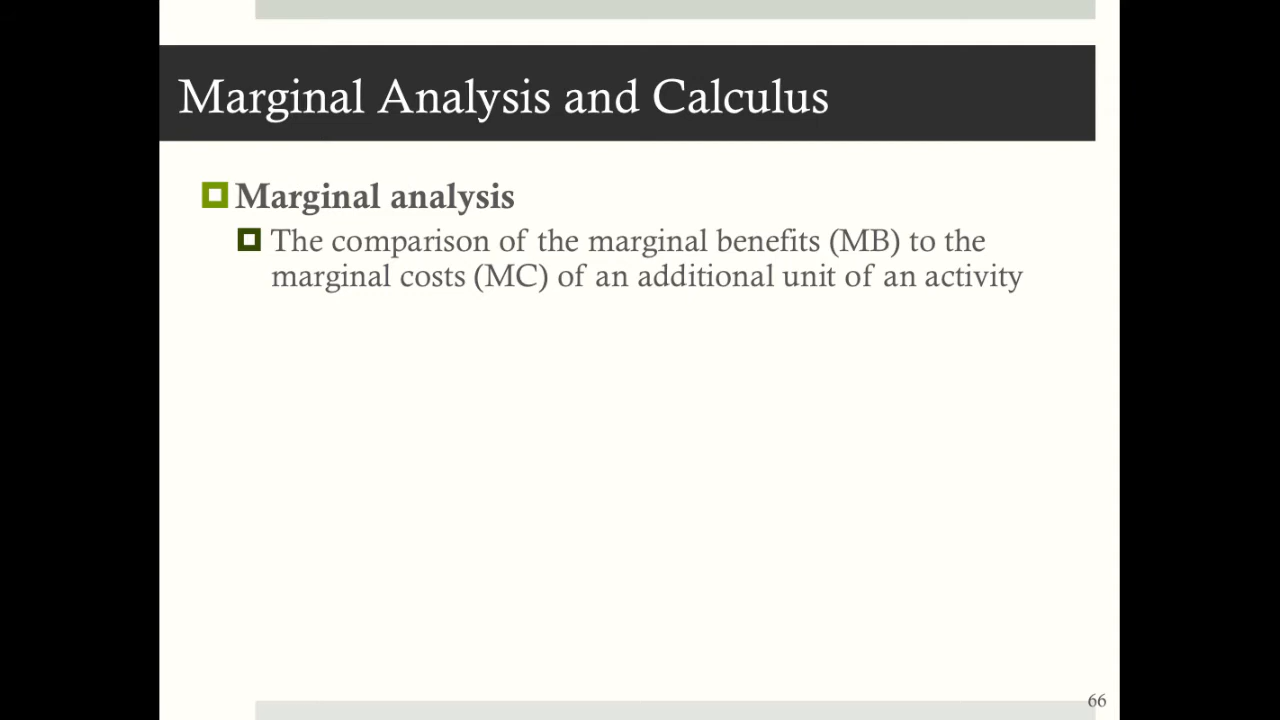 Marginal Analysis and Calculus
Marginal analysis
The comparison of the marginal benefits (MB) to the
marginal costs (MC) of an additional unit of an activity
66